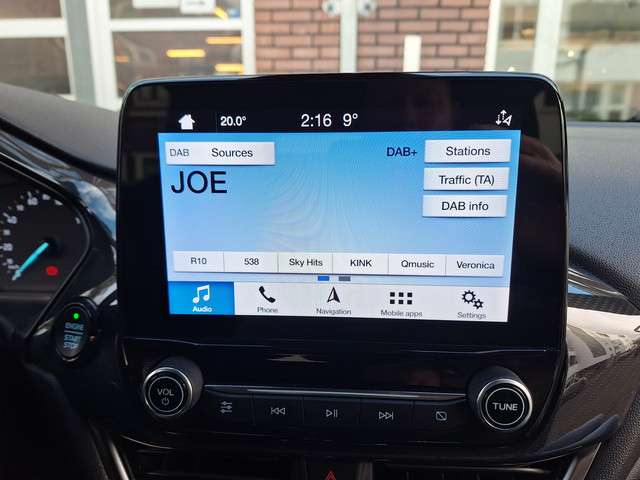 20.0° 2:16 9°
DAB Sources DAB+ Stations
JOE
Traffic (TA)
DAB info
R10 538 Sky Hits KINK Qmusic Veronica
Audio Phone Navigation Mobile apps Settings
ENGINE
START
STOP
VOL
TUNE